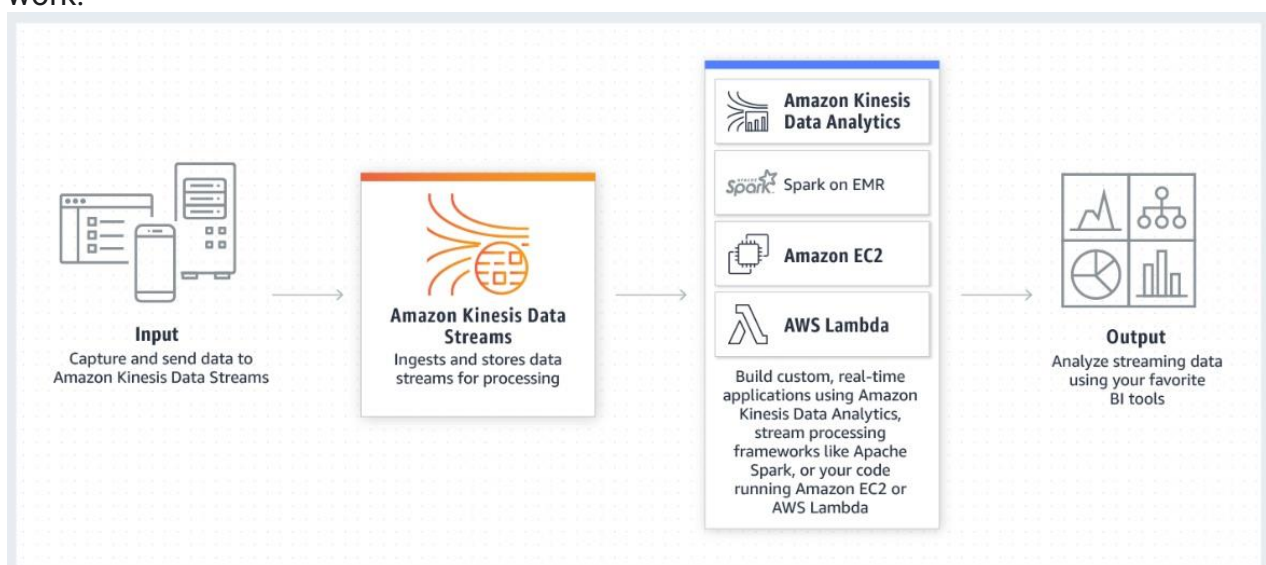 work.
Input
Capture and send data to
Amazon Kinesis Data Streams
Amazon Kinesis Data
Streams
Ingests and stores data
streams for processing
Amazon Kinesis
Data Analytics
APACHE
Spark
Spark on EMR
Amazon EC2
AWS Lambda
Build custom, real-time
applications using Amazon
Kinesis Data Analytics,
stream processing
frameworks like Apache
Spark, or your code
running Amazon EC2 or
AWS Lambda
Output
Analyze streaming data
using your favorite
BI tools